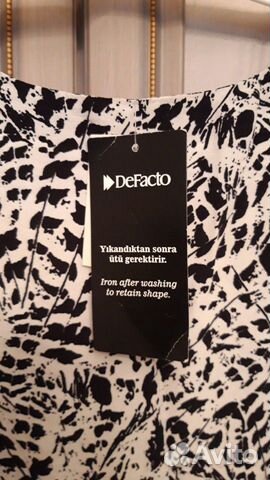 DeFacto
Yıkandıktan sonra
ütü gerektirir.
Iron after washing
to retain shape.
Avito